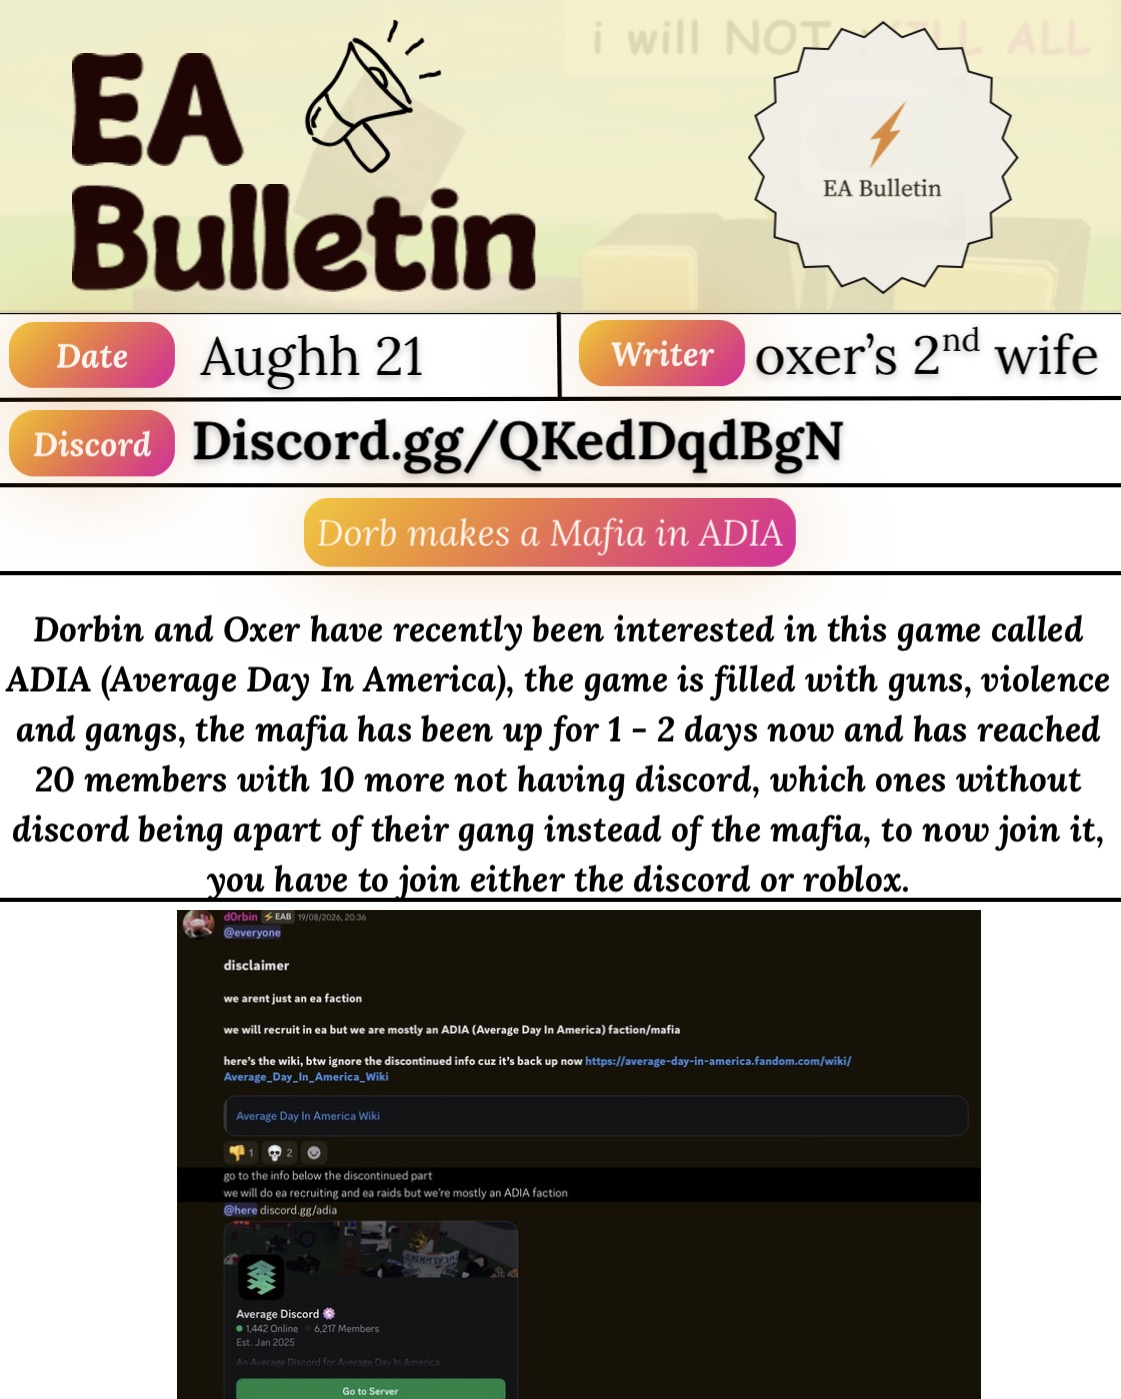 i will NOT KILL ALL
EA
Bulletin
EA Bulletin
Date
Aughh 21
Writer
oxer's 2nd wife
Discord
Discord.gg/QKedDqdBgN
Dorb makes a Mafia in ADIA
Dorbin and Oxer have recently been interested in this game called
ADIA (Average Day In America), the game is filled with guns, violence
and gangs, the mafia has been up for 1 - 2 days now and has reached
20 members with 10 more not having discord, which ones without
discord being apart of their gang instead of the mafia, to now join it,
you have to join either the discord or roblox.
d0rbin ⚡EAB 19/08/2026, 20:36
@everyone
disclaimer
we arent just an ea faction
we will recruit in ea but we are mostly an ADIA (Average Day In America) faction/mafia
here's the wiki, btw ignore the discontinued info cuz it's back up now https://average-day-in-america.fandom.com/wiki/
Average_Day_In_America_Wiki
Average Day In America Wiki
👎 1 💀 2
go to the info below the discontinued part
we will do ea recruiting and ea raids but we're mostly an ADIA faction
@here discord.gg/adia
Average Discord
1,442 Online 6,217 Members
Est. Jan 2025
An Average Discord for Average Day In America
Go to Server